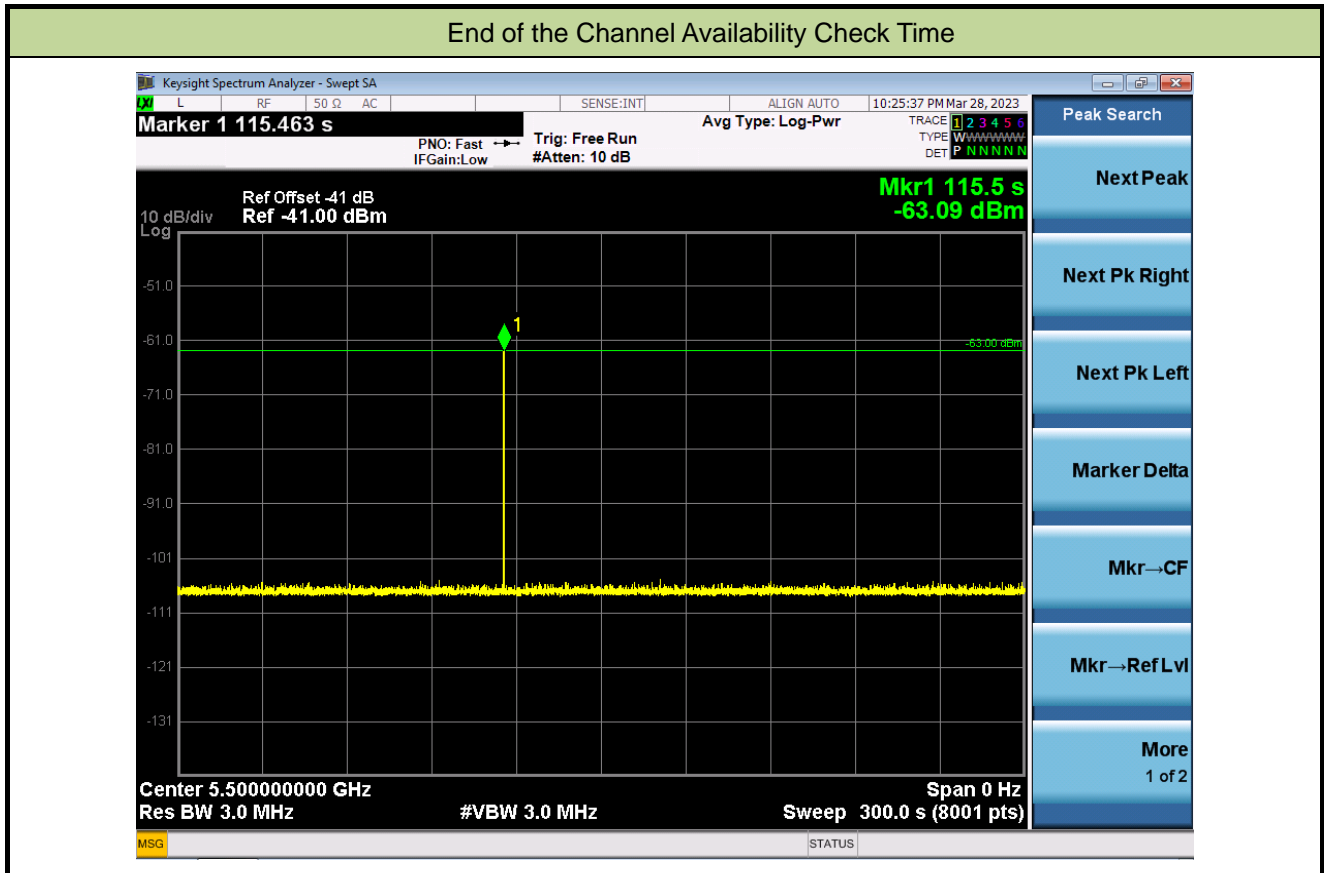 End of the Channel Availability Check Time
Keysight Spectrum Analyzer - Swept SA
LXI L RF 50 Ω AC SENSE:INT ALIGN AUTO 10:25:37 PM Mar 28, 2023
Marker 1 115.463 s
PNO: Fast
IFGain:Low
Trig: Free Run
#Atten: 10 dB
Avg Type: Log-Pwr
TRACE 1 2 3 4 5 6
TYPE WWWWWW
DET P N N N N N
Peak Search
Ref Offset -41 dB
10 dB/div Ref -41.00 dBm
Log
Mkr1 115.5 s
-63.09 dBm
-51.0
-61.0
-71.0
-81.0
-91.0
-101
-111
-121
-131
1
-63.00 dBm
Center 5.500000000 GHz Span 0 Hz
Res BW 3.0 MHz #VBW 3.0 MHz Sweep 300.0 s (8001 pts)
Next Peak
Next Pk Right
Next Pk Left
Marker Delta
Mkr→CF
Mkr→Ref Lvl
More
1 of 2
MSG STATUS